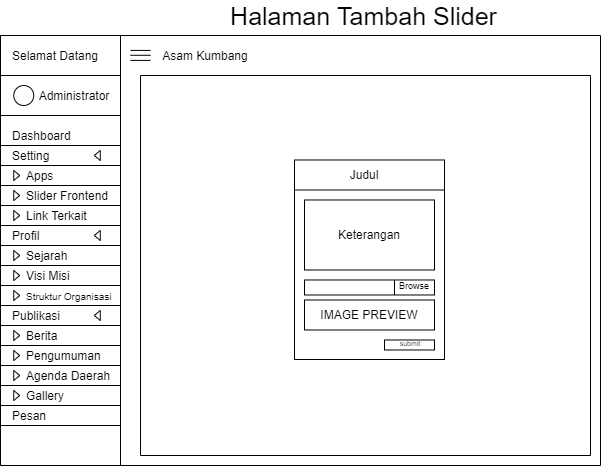 Halaman Tambah Slider
Selamat Datang
Asam Kumbang
Administrator
Dashboard
Setting
Apps
Slider Frontend
Link Terkait
Profil
Sejarah
Visi Misi
Struktur Organisasi
Publikasi
Berita
Pengumuman
Agenda Daerah
Gallery
Pesan
Judul
Keterangan
Browse
IMAGE PREVIEW
submit